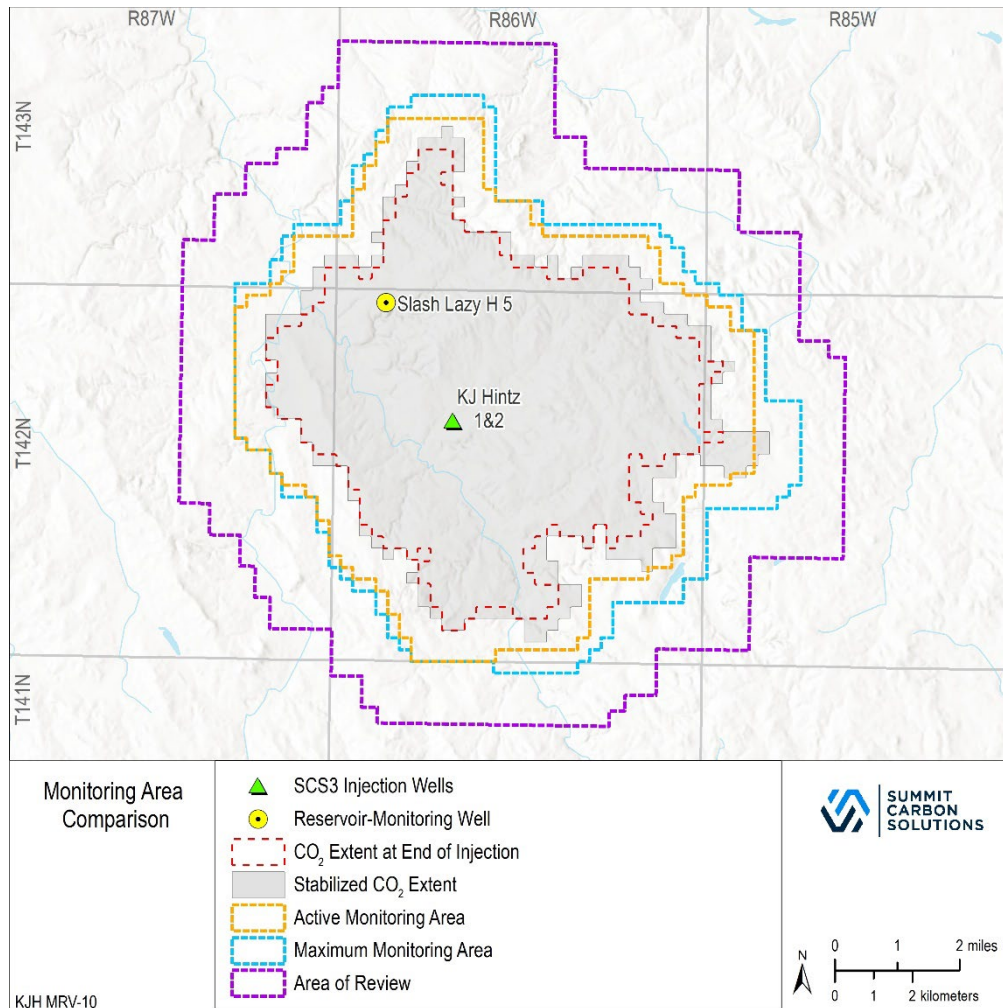 R87W
R86W
R85W
T143N
T142N
T141N
Slash Lazy H 5
KJ Hintz
1&2
Monitoring Area
Comparison
KJH MRV-10
SCS3 Injection Wells
Reservoir-Monitoring Well
CO₂ Extent at End of Injection
Stabilized CO₂ Extent
Active Monitoring Area
Maximum Monitoring Area
Area of Review
SUMMIT
CARBON
SOLUTIONS
N
0 1 2 miles
0 1 2 kilometers